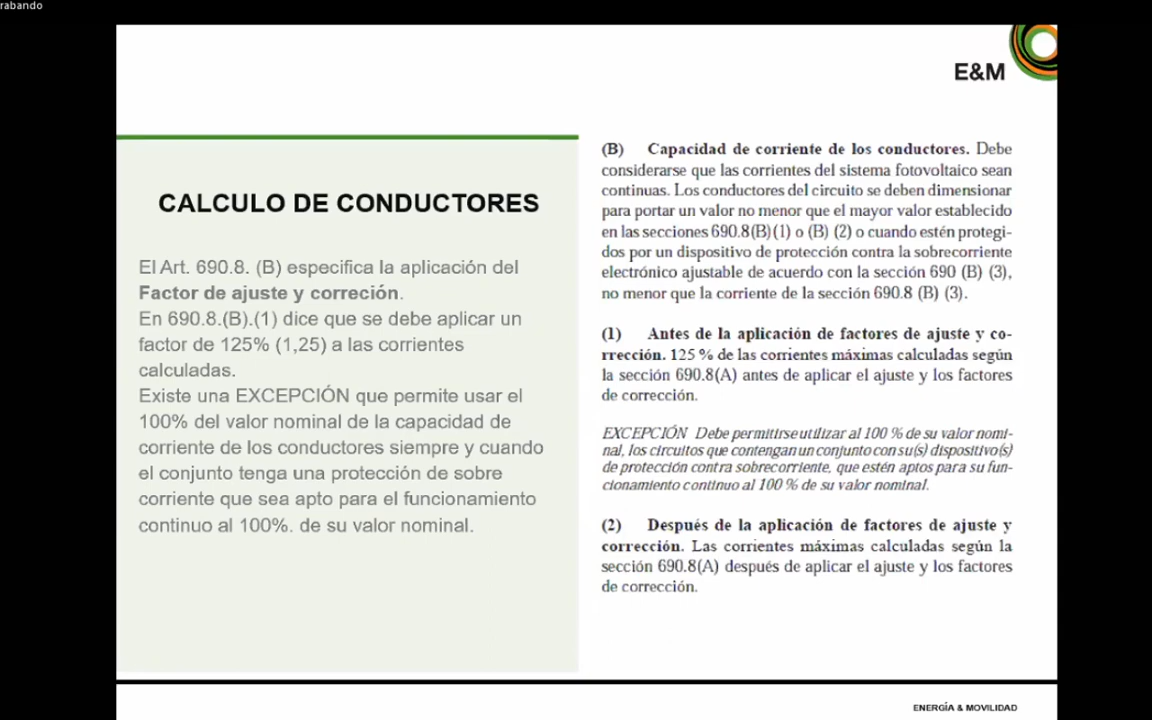 rabando
E&M
CALCULO DE CONDUCTORES
El Art. 690.8. (B) especifica la aplicación del
Factor de ajuste y correción.
En 690.8.(B).(1) dice que se debe aplicar un
factor de 125% (1,25) a las corrientes
calculadas.
Existe una EXCEPCIÓN que permite usar el
100% del valor nominal de la capacidad de
corriente de los conductores siempre y cuando
el conjunto tenga una protección de sobre
corriente que sea apto para el funcionamiento
continuo al 100%. de su valor nominal.
(B) Capacidad de corriente de los conductores. Debe
considerarse que las corrientes del sistema fotovoltaico sean
continuas. Los conductores del circuito se deben dimensionar
para portar un valor no menor que el mayor valor establecido
en las secciones 690.8(B)(1) o (B) (2) o cuando estén protegi-
dos por un dispositivo de protección contra la sobrecorriente
electrónico ajustable de acuerdo con la sección 690 (B) (3),
no menor que la corriente de la sección 690.8 (B) (3).
(1) Antes de la aplicación de factores de ajuste y co-
rrección. 125 % de las corrientes máximas calculadas según
la sección 690.8(A) antes de aplicar el ajuste y los factores
de corrección.
EXCEPCIÓN Debe permitirse utilizar al 100 % de su valor nomi-
nal, los circuitos que contengan un conjunto con su(s) dispositivo(s)
de protección contra sobrecorriente, que estén aptos para su fun-
cionamiento continuo al 100 % de su valor nominal.
(2) Después de la aplicación de factores de ajuste y
corrección. Las corrientes máximas calculadas según la
sección 690.8(A) después de aplicar el ajuste y los factores
de corrección.
ENERGÍA & MOVILIDAD